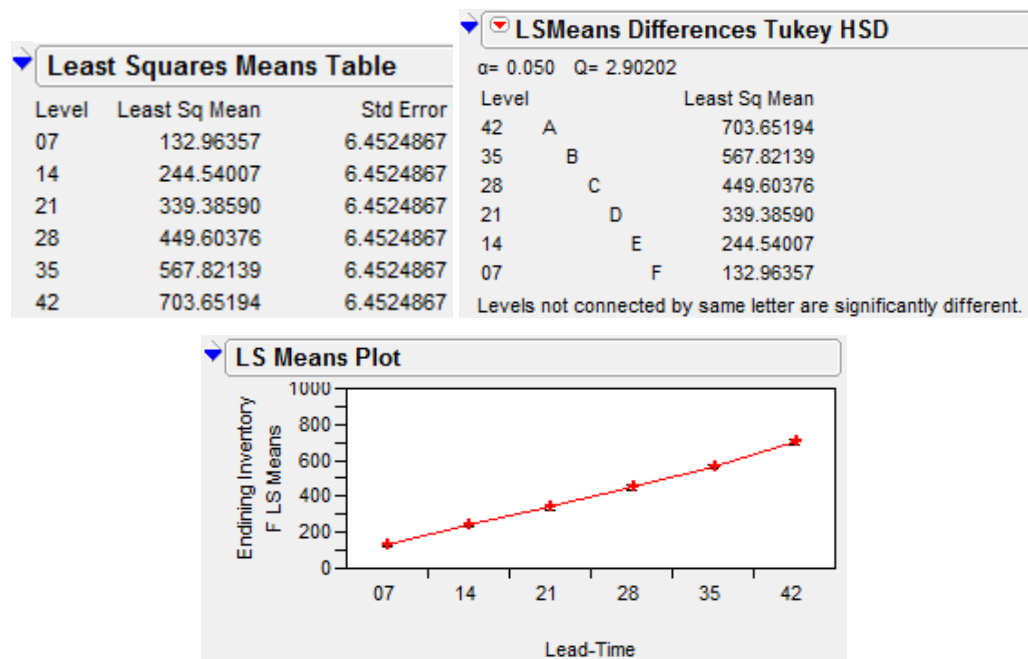 Least Squares Means Table
Level Least Sq Mean Std Error
07 132.96357 6.4524867
14 244.54007 6.4524867
21 339.38590 6.4524867
28 449.60376 6.4524867
35 567.82139 6.4524867
42 703.65194 6.4524867
LSMeans Differences Tukey HSD
α= 0.050 Q= 2.90202
Level Least Sq Mean
42 A 703.65194
35 B 567.82139
28 C 449.60376
21 D 339.38590
14 E 244.54007
07 F 132.96357
Levels not connected by same letter are significantly different.
LS Means Plot
Endining Inventory
F LS Means
1000
800
600
400
200
0
07 14 21 28 35 42
Lead-Time